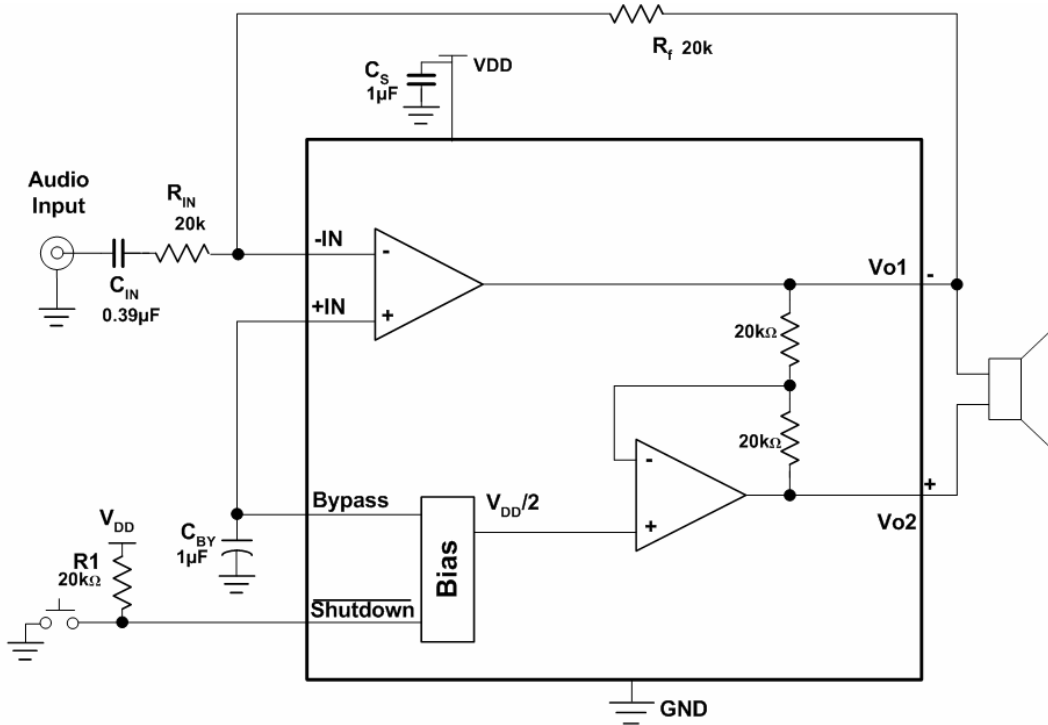 R_f 20k
C_S
1µF
VDD
Audio
Input
R_IN
20k
C_IN
0.39µF
-IN
+IN
-
+
Vo1
-
20kΩ
20kΩ
-
+
+
Vo2
Bypass
V_DD/2
Bias
Shutdown
C_BY
1µF
V_DD
R1
20kΩ
GND